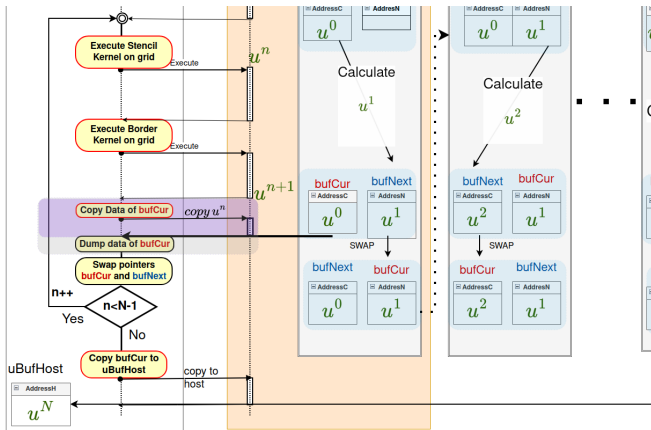 AddressC AddresN
u^0
u^0 u^1
Execute Stencil
Kernel on grid
u^n
Execute
Calculate
Calculate
u^1
u^2
Execute Border
Kernel on grid
Execute
u^{n+1}
bufCur bufNext
bufNext bufCur
AddressC AddressN
AddressC AddressN
Copy Data of bufCur
copy u^n
u^0 u^1
u^2 u^1
Dump data of bufCur
SWAP
SWAP
Swap pointers
bufCur and bufNext
bufNext bufCur
bufCur bufNext
AddressC AddressN
AddressC AddressN
n++
n<N-1
u^0 u^1
u^2 u^1
Yes
No
Copy bufCur to
uBufHost
copy to
host
uBufHost
AddressH
u^N